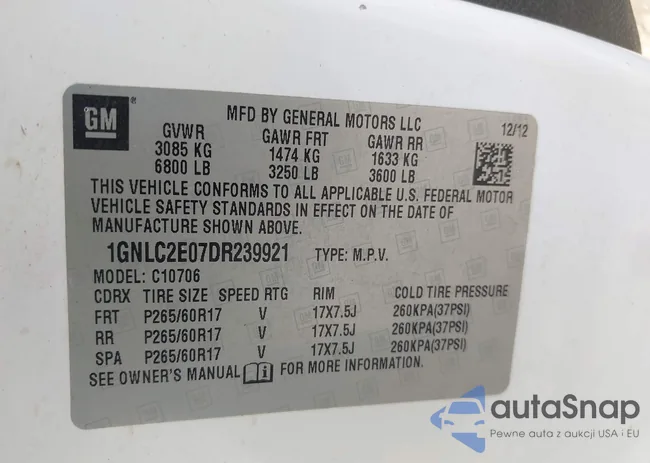 GM
MFD BY GENERAL MOTORS LLC
12/12
GVWR GAWR FRT GAWR RR
3085 KG 1474 KG 1633 KG
6800 LB 3250 LB 3600 LB
THIS VEHICLE CONFORMS TO ALL APPLICABLE U.S. FEDERAL MOTOR
VEHICLE SAFETY STANDARDS IN EFFECT ON THE DATE OF
MANUFACTURE SHOWN ABOVE.
1GNLC2E07DR239921 TYPE: M.P.V.
MODEL: C10706
CDRX TIRE SIZE SPEED RTG RIM COLD TIRE PRESSURE
FRT P265/60R17 V 17X7.5J 260KPA(37PSI)
RR P265/60R17 V 17X7.5J 260KPA(37PSI)
SPA P265/60R17 V 17X7.5J 260KPA(37PSI)
SEE OWNER'S MANUAL FOR MORE INFORMATION.
autaSnap
Pewne auta z aukcji USA i EU